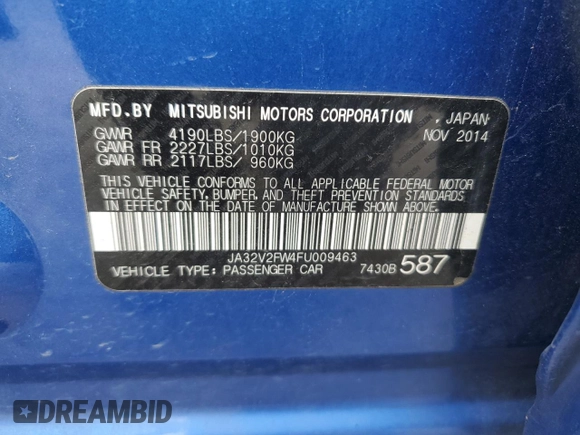 MFD.BY MITSUBISHI MOTORS CORPORATION , JAPAN
GVWR 4190LBS/1900KG NOV 2014
GAWR FR 2227LBS/1010KG
GAWR RR 2117LBS/ 960KG
THIS VEHICLE CONFORMS TO ALL APPLICABLE FEDERAL MOTOR
VEHICLE SAFETY, BUMPER, AND THEFT PREVENTION STANDARDS
IN EFFECT ON THE DATE OF MANUFACTURE SHOWN ABOVE.
JA32V2FW4FU009463
VEHICLE TYPE: PASSENGER CAR 7430B 587
DREAMBID